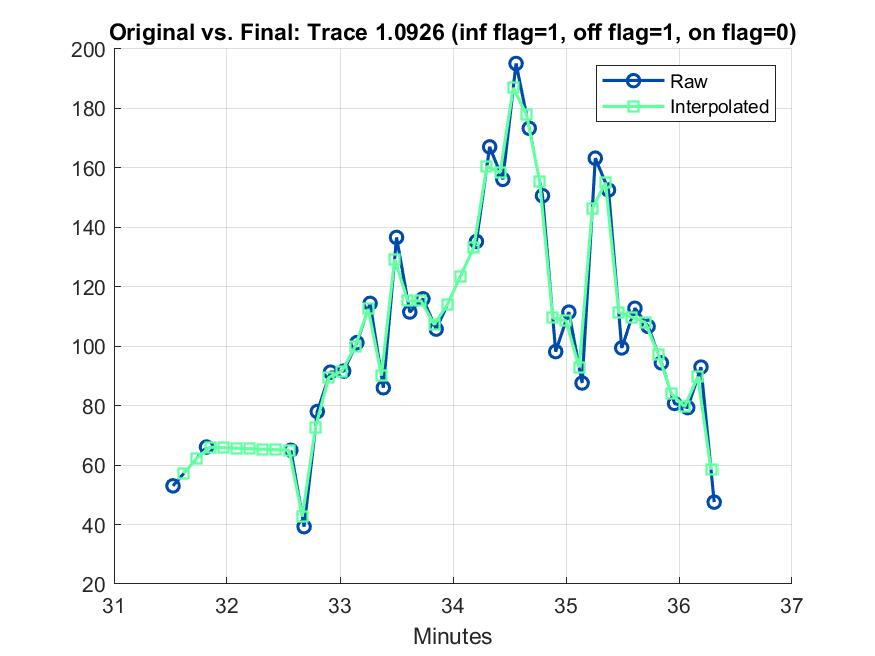 Original vs. Final: Trace 1.0926 (inf flag=1, off flag=1, on flag=0)
200
180
160
140
120
100
80
60
40
20
Raw
Interpolated
31 32 33 34 35 36 37
Minutes